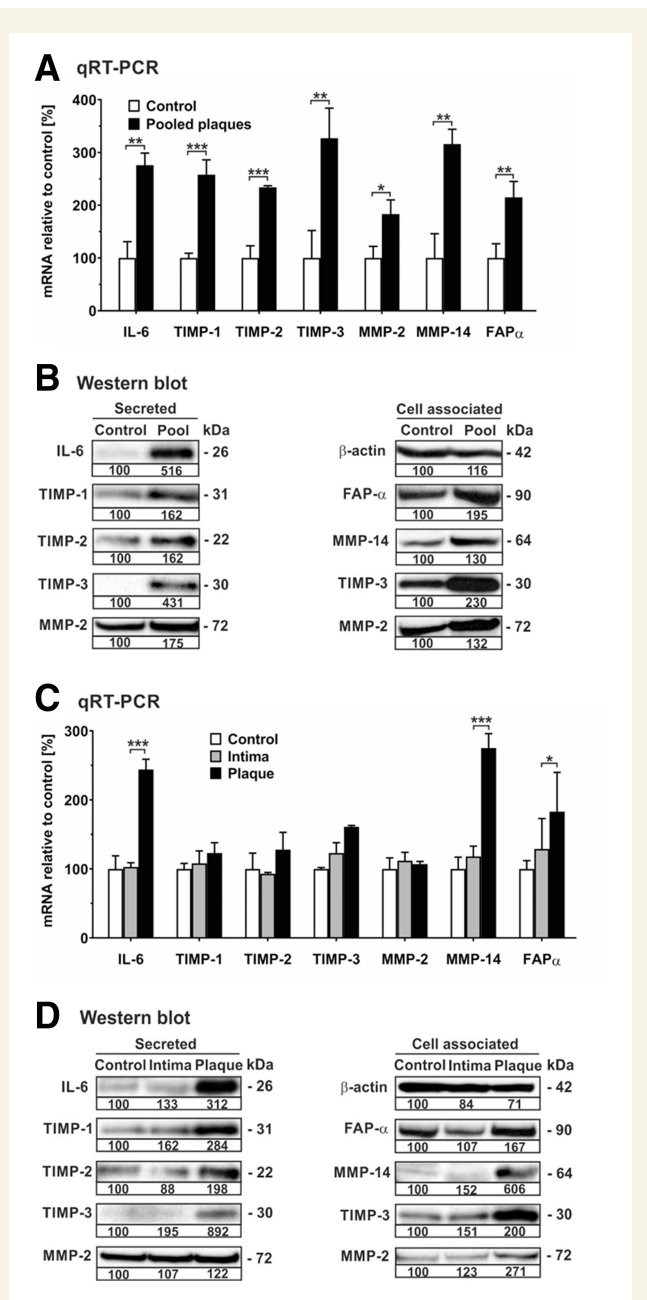 A qRT-PCR
mRNA relative to control [%]
400
300
200
100
0
Control
Pooled plaques
** *** *** ** * ** **
IL-6 TIMP-1 TIMP-2 TIMP-3 MMP-2 MMP-14 FAPα
B Western blot
Secreted
Control Pool kDa
IL-6 - 26
100 516
TIMP-1 - 31
100 162
TIMP-2 - 22
100 162
TIMP-3 - 30
100 431
MMP-2 - 72
100 175
Cell associated
Control Pool kDa
β-actin - 42
100 116
FAP-α - 90
100 195
MMP-14 - 64
100 130
TIMP-3 - 30
100 230
MMP-2 - 72
100 132
C qRT-PCR
mRNA relative to control [%]
300
200
100
0
Control
Intima
Plaque
*** *** *
IL-6 TIMP-1 TIMP-2 TIMP-3 MMP-2 MMP-14 FAPα
D Western blot
Secreted
Control Intima Plaque kDa
IL-6 - 26
100 133 312
TIMP-1 - 31
100 162 284
TIMP-2 - 22
100 88 198
TIMP-3 - 30
100 195 892
MMP-2 - 72
100 107 122
Cell associated
Control Intima Plaque kDa
β-actin - 42
100 84 71
FAP-α - 90
100 107 167
MMP-14 - 64
100 152 606
TIMP-3 - 30
100 151 200
MMP-2 - 72
100 123 271